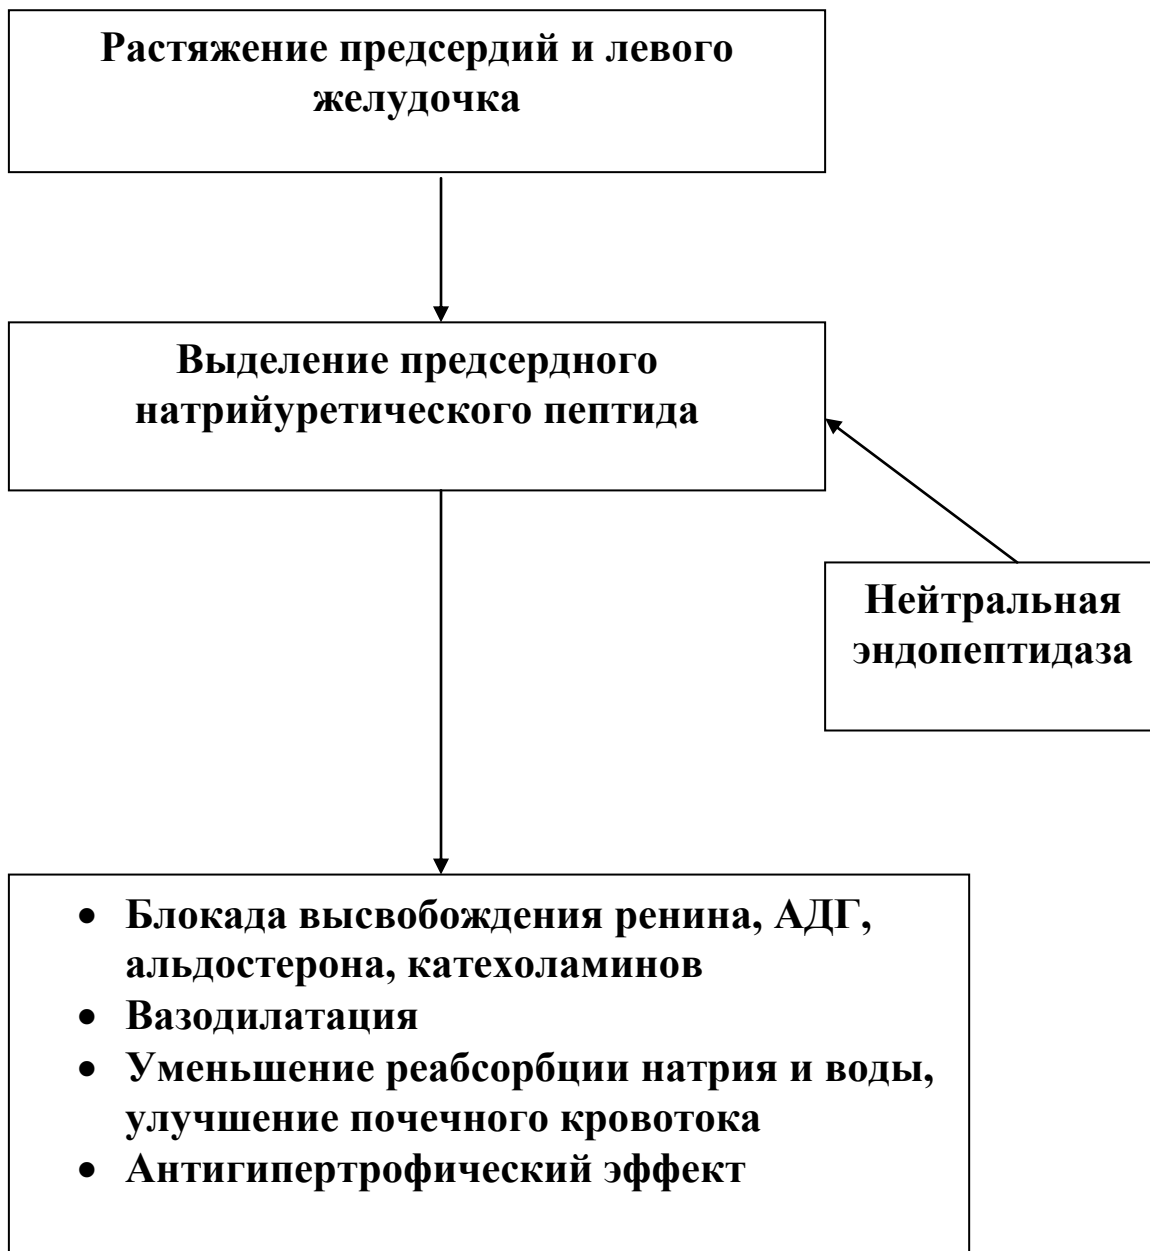 Растяжение предсердий и левого
желудочка
Выделение предсердного
натрийуретического пептида
Нейтральная
эндопептидаза
• Блокада высвобождения ренина, АДГ,
альдостерона, катехоламинов
• Вазодилатация
• Уменьшение реабсорбции натрия и воды,
улучшение почечного кровотока
• Антигипертрофический эффект